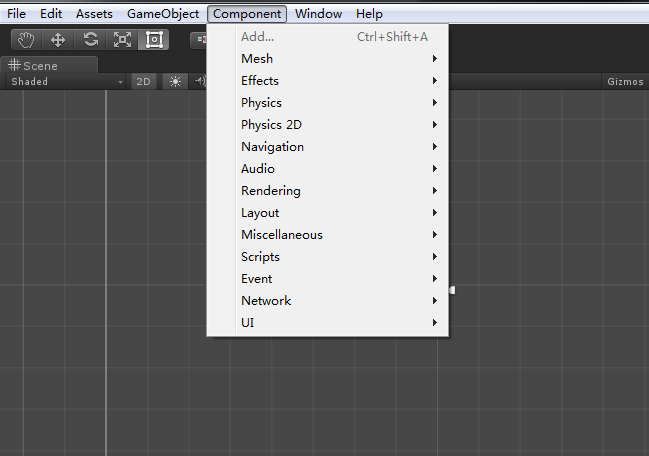 File Edit Assets GameObject Component Window Help
Add... Ctrl+Shift+A
Scene
Mesh
Shaded 2D Effects Gizmos
Physics
Physics 2D
Navigation
Audio
Rendering
Layout
Miscellaneous
Scripts
Event
Network
UI